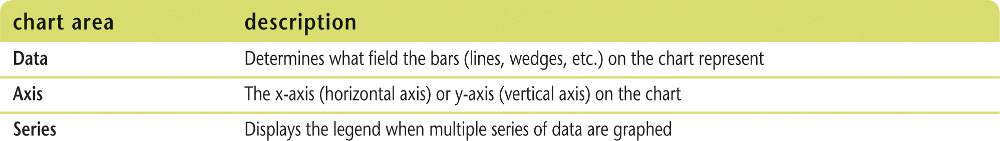 chart area description
Data Determines what field the bars (lines, wedges, etc.) on the chart represent
Axis The x-axis (horizontal axis) or y-axis (vertical axis) on the chart
Series Displays the legend when multiple series of data are graphed